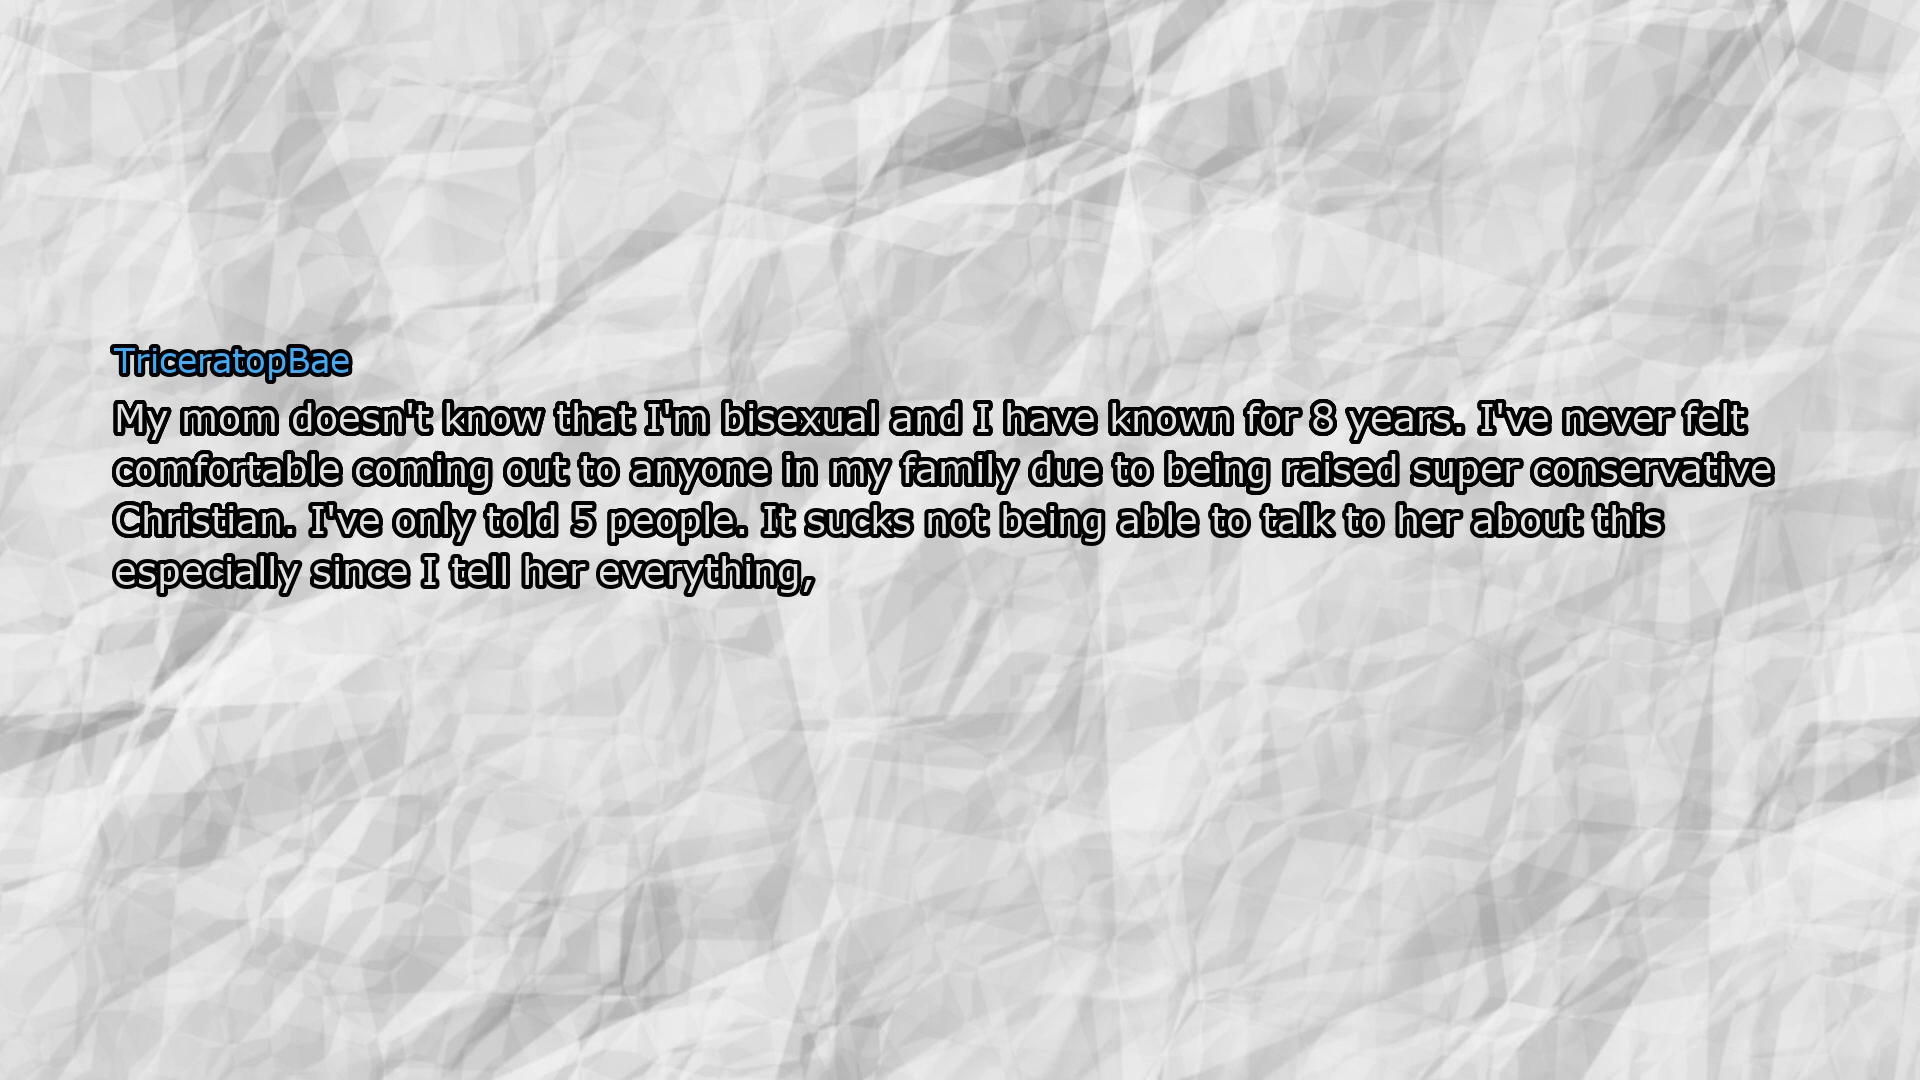 TriceratopBae
My mom doesn't know that I'm bisexual and I have known for 8 years. I've never felt
comfortable coming out to anyone in my family due to being raised super conservative
Christian. I've only told 5 people. It sucks not being able to talk to her about this
especially since I tell her everything,